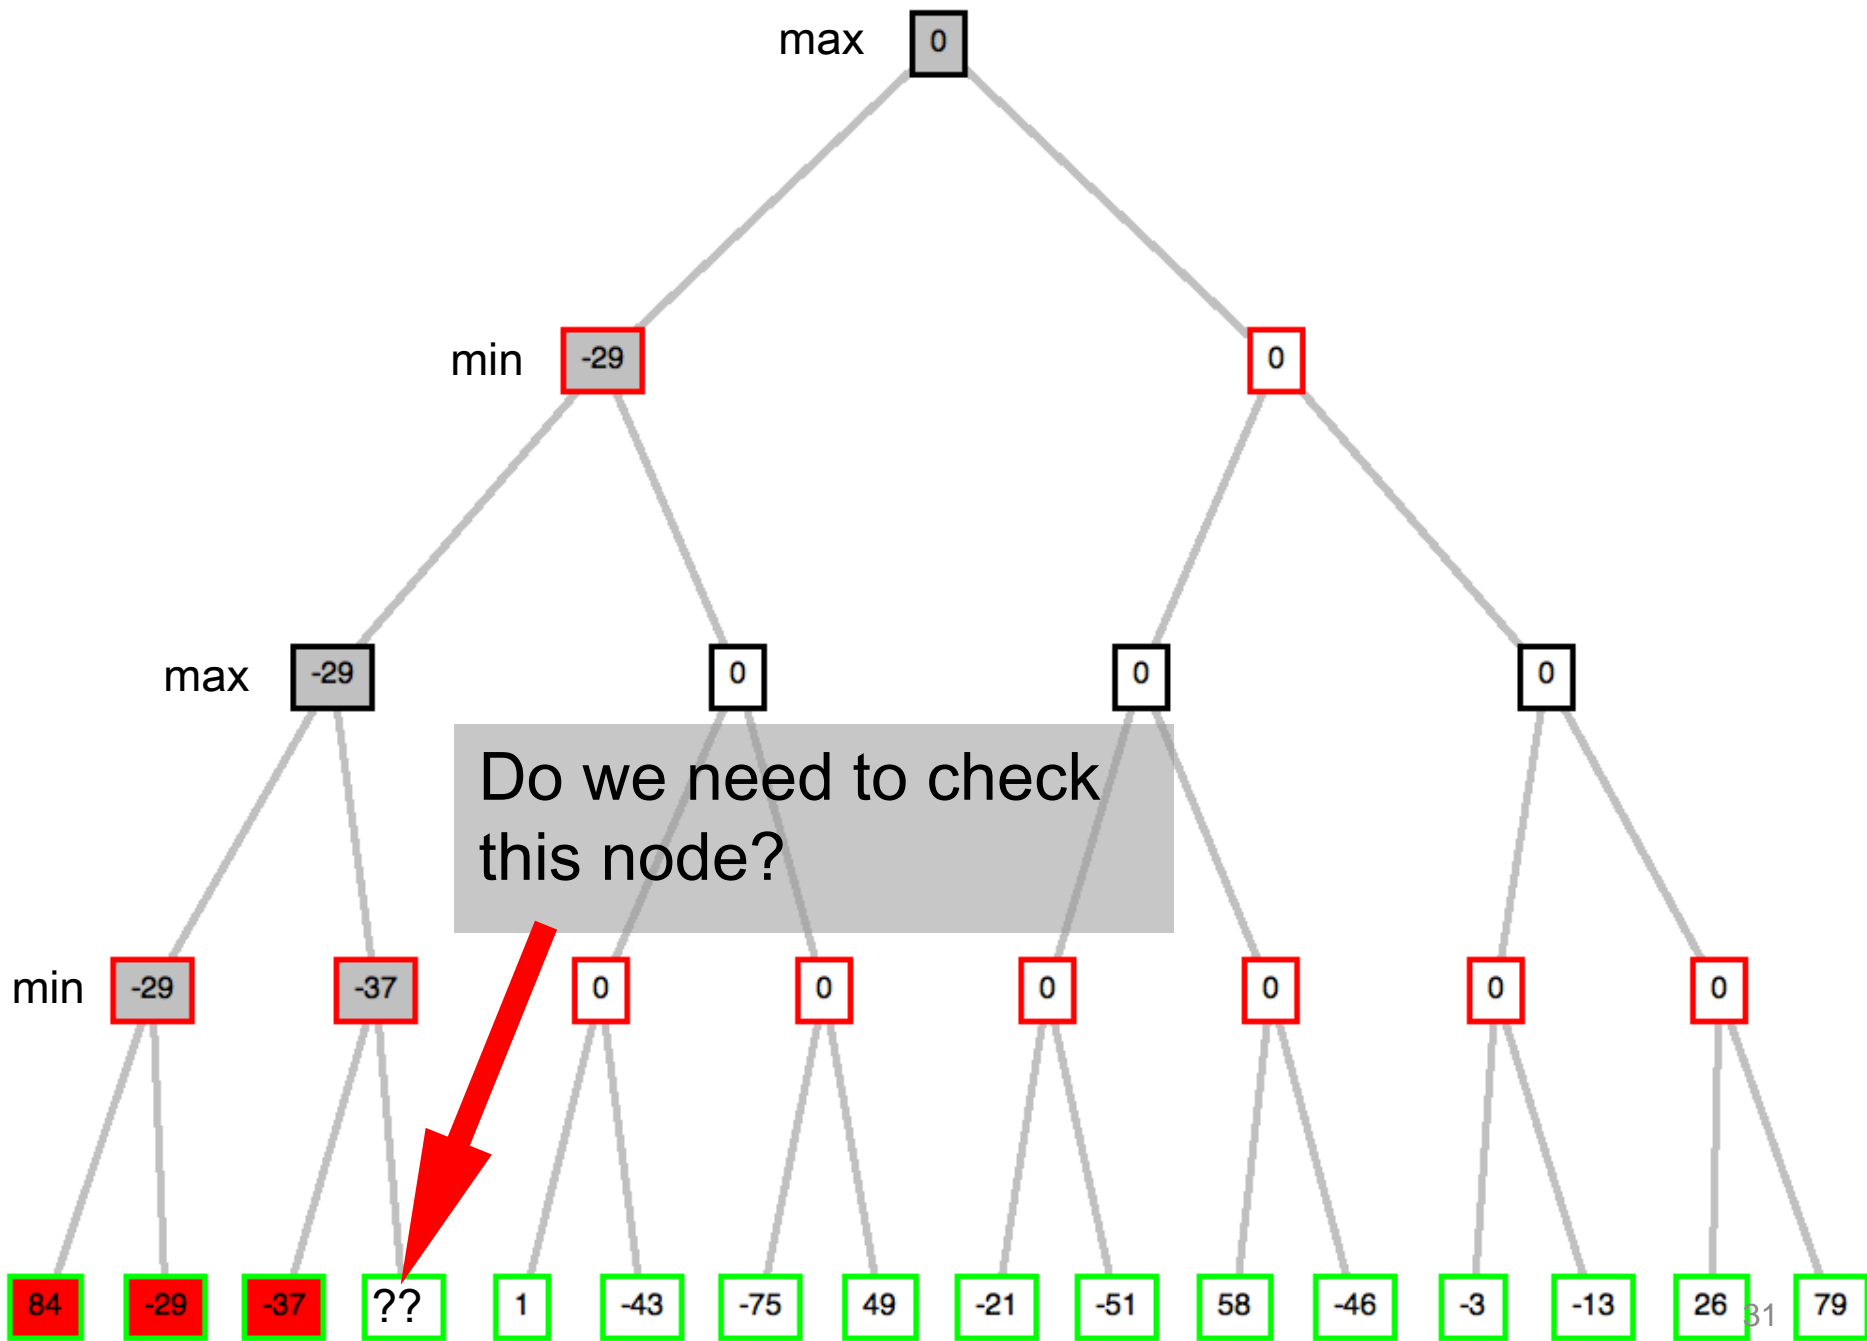 max 0
min -29 0
max -29 0 0 0
Do we need to check
this node?
min -29 -37 0 0 0 0 0 0
84 -29 -37 ?? 1 -43 -75 49 -21 -51 58 -46 -3 -13 26 31 79